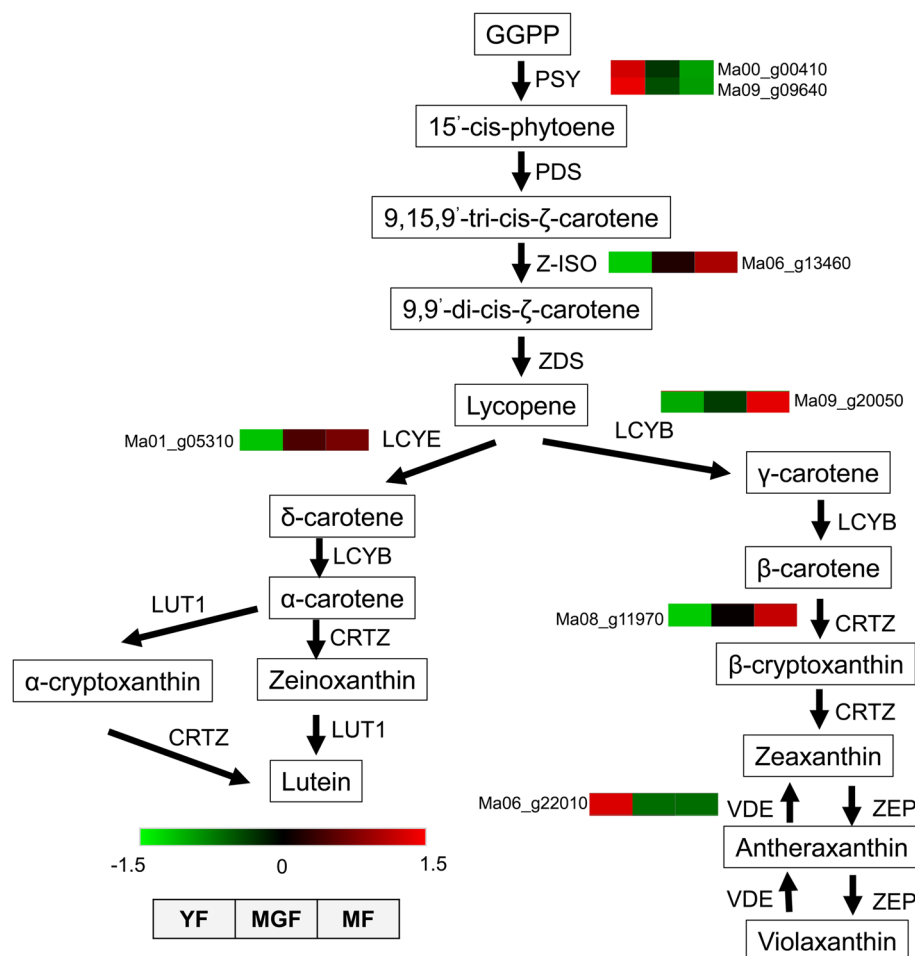 GGPP
PSY
Ma00_g00410
Ma09_g09640
15'-cis-phytoene
PDS
9,15,9'-tri-cis-ζ-carotene
Z-ISO
Ma06_g13460
9,9'-di-cis-ζ-carotene
ZDS
Lycopene
Ma09_g20050
Ma01_g05310
LCYE
LCYB
γ-carotene
δ-carotene
LCYB
LCYB
β-carotene
α-carotene
LUT1
CRTZ
Ma08_g11970
CRTZ
α-cryptoxanthin
Zeinoxanthin
β-cryptoxanthin
CRTZ
LUT1
CRTZ
Lutein
Zeaxanthin
Ma06_g22010
VDE
ZEP
-1.5
0
1.5
Antheraxanthin
VDE
ZEP
YF
MGF
MF
Violaxanthin